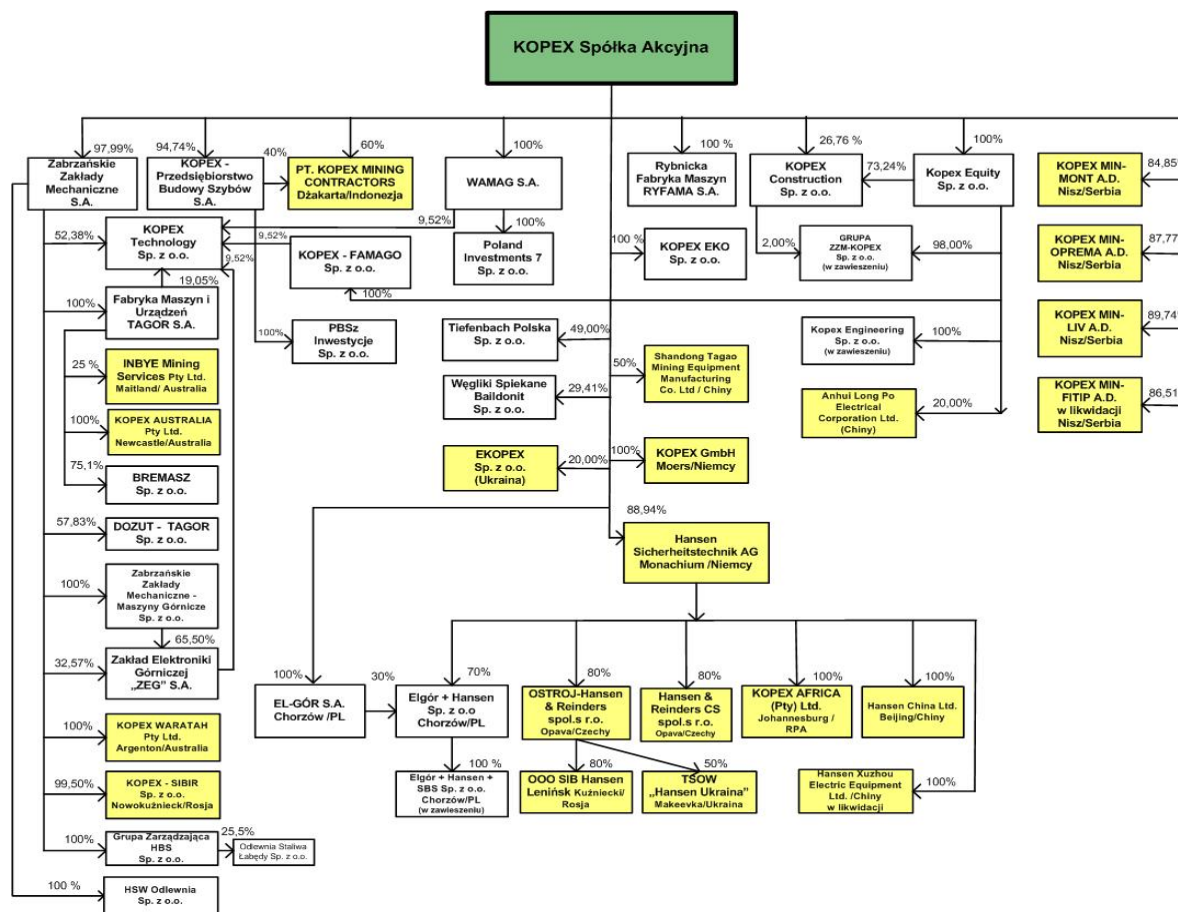 KOPEX Spółka Akcyjna
97,99%
94,74%
40%
60%
100%
100 %
26,76 %
73,24%
100%
84,85%
Zabrzańskie
Zakłady
Mechaniczne
S.A.
KOPEX -
Przedsiębiorstwo
Budowy Szybów
S.A.
PT. KOPEX MINING
CONTRACTORS
Dżakarta/Indonezja
WAMAG S.A.
Rybnicka
Fabryka Maszyn
RYFAMA S.A.
KOPEX
Construction
Sp. z o.o.
Kopex Equity
Sp. z o.o.
KOPEX MIN-
MONT A.D.
Nisz/Serbia
52,38%
KOPEX
Technology
Sp. z o.o.
9,52%
9,52%
9,52%
19,05%
KOPEX - FAMAGO
Sp. z o.o.
100%
100%
Poland
Investments 7
Sp. z o.o.
100 %
KOPEX EKO
Sp. z o.o.
2,00%
GRUPA
ZZM-KOPEX
Sp. z o.o.
(w zawieszeniu)
98,00%
KOPEX MIN-
OPREMA A.D.
Nisz/Serbia
87,77%
100%
Fabryka Maszyn i
Urządzeń
TAGOR S.A.
100%
PBSz
Inwestycje
Sp. z o.o.
Tiefenbach Polska
Sp. z o.o.
49,00%
Kopex Engineering
Sp. z o.o.
(w zawieszeniu)
100%
KOPEX MIN-
LIV A.D.
Nisz/Serbia
89,74%
25 %
INBYE Mining
Services Pty Ltd.
Maitland/ Australia
Węgliki Spiekane
Baildonit
Sp. z o.o.
29,41%
50%
Shandong Tagao
Mining Equipment
Manufacturing
Co. Ltd / Chiny
Anhui Long Po
Electrical
Corporation Ltd.
(Chiny)
20,00%
KOPEX MIN-
FITIP A.D.
w likwidacji
Nisz/Serbia
86,51%
100%
KOPEX AUSTRALIA
Pty Ltd.
Newcastle/Australia
75,1%
BREMASZ
Sp. z o.o.
EKOPEX
Sp. z o.o.
(Ukraina)
20,00%
100%
KOPEX GmbH
Moers/Niemcy
57,83%
DOZUT - TAGOR
Sp. z o.o.
88,94%
Hansen
Sicherheitstechnik AG
Monachium /Niemcy
100%
Zabrzańskie
Zakłady
Mechaniczne -
Maszyny Górnicze
Sp. z o.o.
65,50%
32,57%
Zakład Elektroniki
Górniczej
„ZEG” S.A.
100%
EL-GÓR S.A.
Chorzów /PL
30%
70%
Elgór + Hansen
Sp. z o.o
Chorzów/PL
80%
OSTROJ-Hansen
& Reinders
spol.s r.o.
Opava/Czechy
80%
Hansen &
Reinders CS
spol.s r.o.
Opava/Czechy
100%
KOPEX AFRICA
(Pty) Ltd.
Johannesburg /
RPA
100%
Hansen China Ltd.
Beijing/Chiny
100%
KOPEX WARATAH
Pty Ltd.
Argenton/Australia
99,50%
KOPEX - SIBIR
Sp. z o.o.
Nowokuźnieck/Rosja
100 %
Elgór + Hansen +
SBS Sp. z o.o.
Chorzów/PL
(w zawieszeniu)
80%
OOO SIB Hansen
Leninsk Kuźniecki/
Rosja
50%
TSOW
„Hansen Ukraina”
Makeevka/Ukraina
Hansen Xuzhou
Electric Equipment
Ltd. /Chiny
w likwidacji
100%
100%
Grupa Zarządzająca
HBS
Sp. z o.o.
25,5%
Odlewnia Staliwa
Łabędy Sp. z o.o.
100 %
HSW Odlewnia
Sp. z o.o.